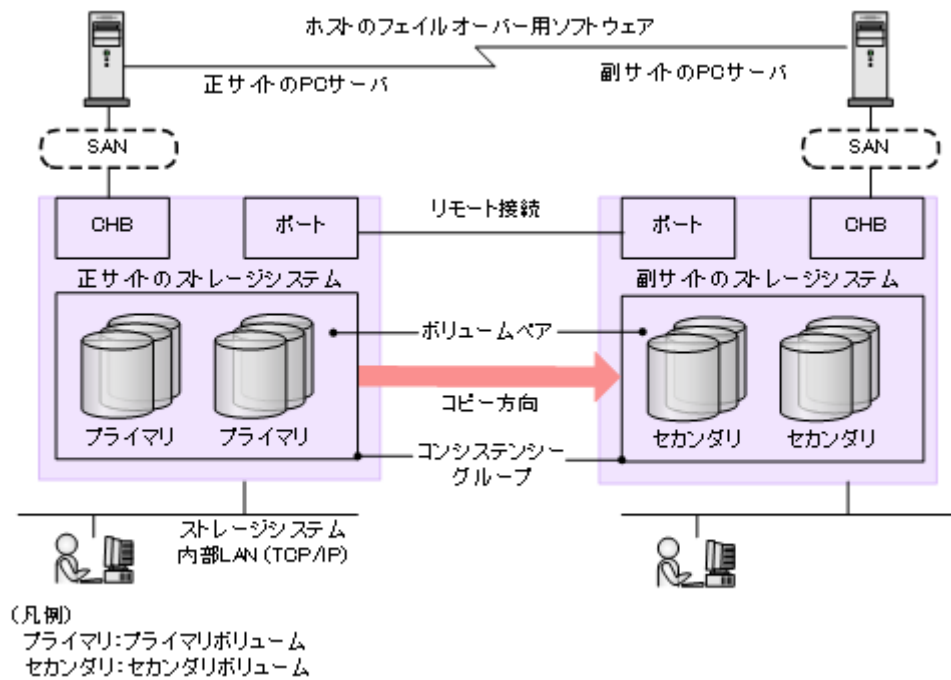 ホストのフェイルオーバー用ソフトウェア
正サイトのPCサーバ
副サイトのPCサーバ
SAN
SAN
CHB
ポート
リモート接続
ポート
CHB
正サイトのストレージシステム
副サイトのストレージシステム
ボリュームペア
コピー方向
プライマリ
プライマリ
セカンダリ
セカンダリ
コンシステンシー
グループ
ストレージシステム
内部LAN(TCP/IP)
(凡例)
プライマリ:プライマリボリューム
セカンダリ:セカンダリボリューム